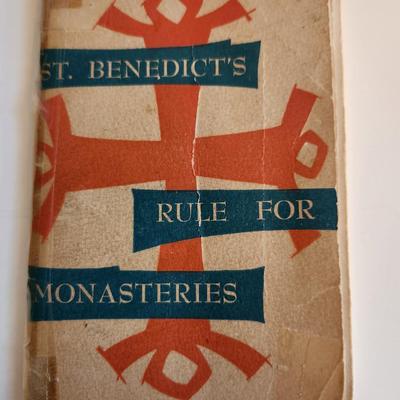 ST. BENEDICT'S
RULE FOR
MONASTERIES